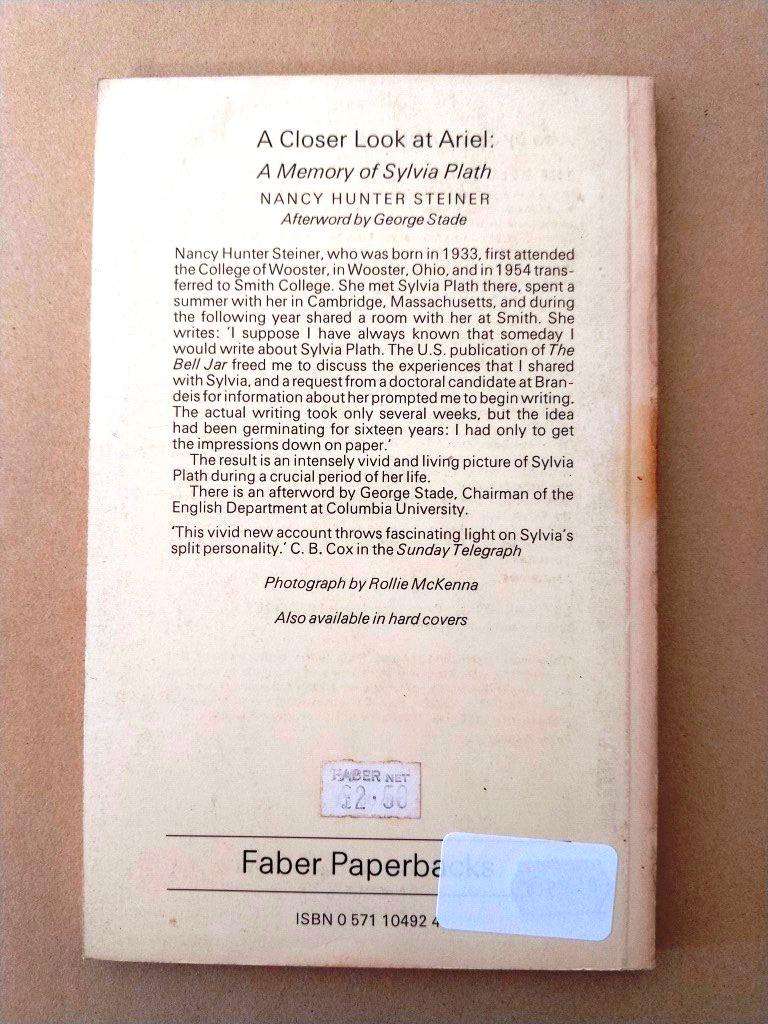 A Closer Look at Ariel:
A Memory of Sylvia Plath
NANCY HUNTER STEINER
Afterword by George Stade
Nancy Hunter Steiner, who was born in 1933, first attended
the College of Wooster, in Wooster, Ohio, and in 1954 trans-
ferred to Smith College. She met Sylvia Plath there, spent a
summer with her in Cambridge, Massachusetts, and during
the following year shared a room with her at Smith. She
writes: ‘I suppose I have always known that someday I
would write about Sylvia Plath. The U.S. publication of The
Bell Jar freed me to discuss the experiences that I shared
with Sylvia, and a request from a doctoral candidate at Bran-
deis for information about her prompted me to begin writing.
The actual writing took only several weeks, but the idea
had been germinating for sixteen years: I had only to get
the impressions down on paper.’
The result is an intensely vivid and living picture of Sylvia
Plath during a crucial period of her life.
There is an afterword by George Stade, Chairman of the
English Department at Columbia University.
‘This vivid new account throws fascinating light on Sylvia’s
split personality.’ C. B. Cox in the Sunday Telegraph
Photograph by Rollie McKenna
Also available in hard covers
FABER NET
£2·50
Faber Paperbacks
ISBN 0 571 10492 4